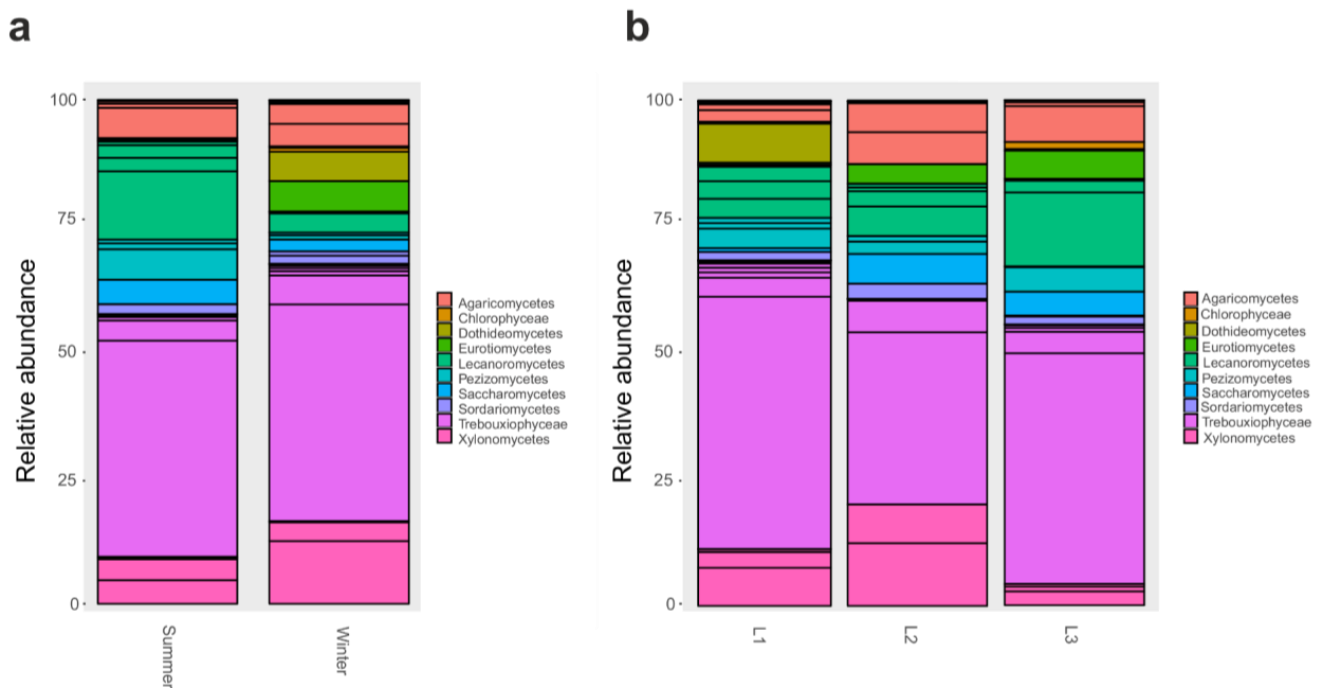 a
b
Relative abundance
100
75
50
25
0
Summer
Winter
Agaricomycetes
Chlorophyceae
Dothideomycetes
Eurotiomycetes
Lecanoromycetes
Pezizomycetes
Saccharomycetes
Sordariomycetes
Trebouxiophyceae
Xylonomycetes
Relative abundance
100
75
50
25
0
L1
L2
L3
Agaricomycetes
Chlorophyceae
Dothideomycetes
Eurotiomycetes
Lecanoromycetes
Pezizomycetes
Saccharomycetes
Sordariomycetes
Trebouxiophyceae
Xylonomycetes